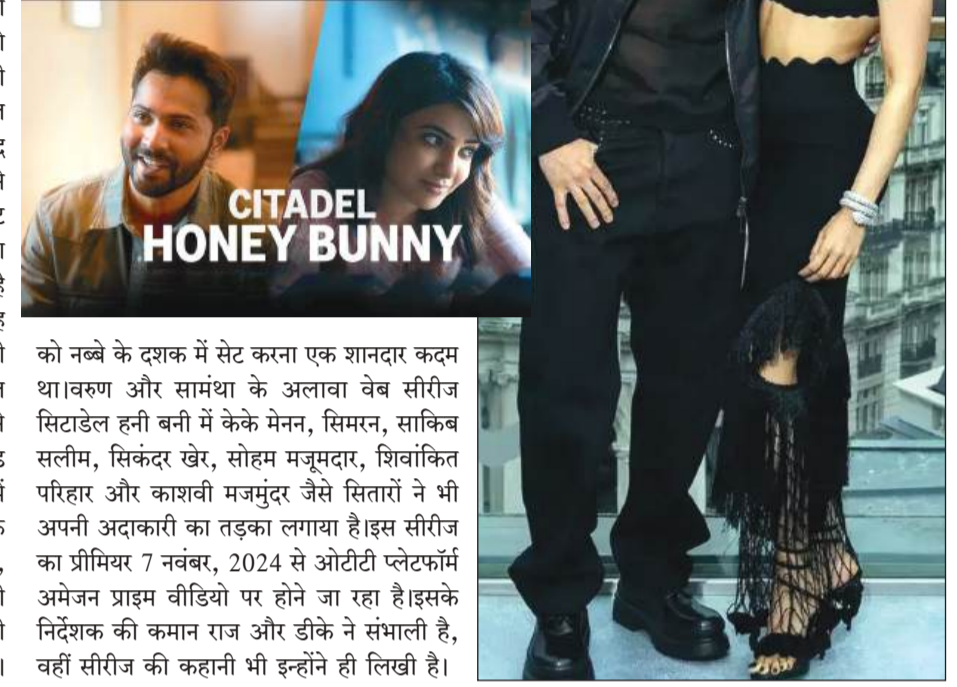 CITADEL
HONEY BUNNY
को नब्बे के दशक में सेट करना एक शानदार कदम
था।वरुण और सामंथा के अलावा वेब सीरीज
सिटाडेल हनी बनी में केके मेनन, सिमरन, साकिब
सलीम, सिकंदर खेर, सोहम मजूमदार, शिवांकित
परिहार और काशवी मजमुंदर जैसे सितारों ने भी
अपनी अदाकारी का तड़का लगाया है।इस सीरीज
का प्रीमियर 7 नवंबर, 2024 से ओटीटी प्लेटफॉर्म
अमेजन प्राइम वीडियो पर होने जा रहा है।इसके
निर्देशक की कमान राज और डीके ने संभाली है,
वहीं सीरीज की कहानी भी इन्होंने ही लिखी है।